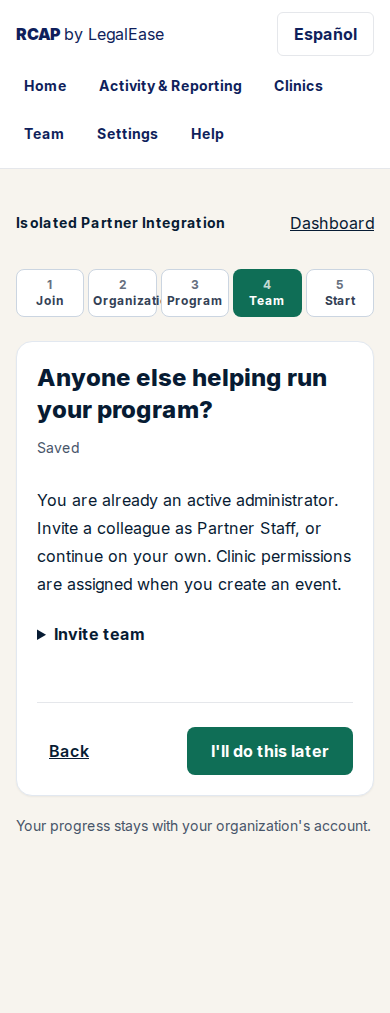 RCAP by LegalEase
Español
Home Activity & Reporting Clinics
Team Settings Help
Isolated Partner Integration Dashboard
1 2 3 4 5
Join Organizati Program Team Start
Anyone else helping run
your program?
Saved
You are already an active administrator.
Invite a colleague as Partner Staff, or
continue on your own. Clinic permissions
are assigned when you create an event.
Invite team
Back I'll do this later
Your progress stays with your organization's account.